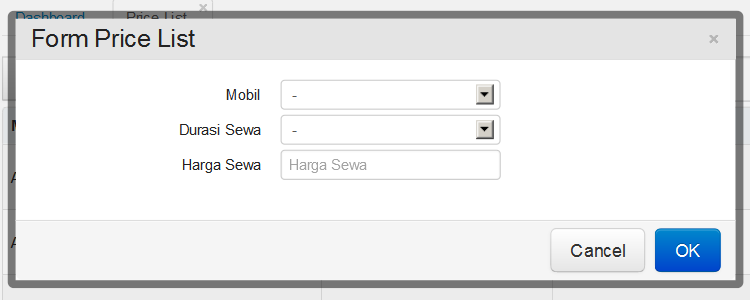 Dashboard Price List ×
Form Price List ×
Mobil -
Durasi Sewa -
Harga Sewa Harga Sewa
Cancel OK